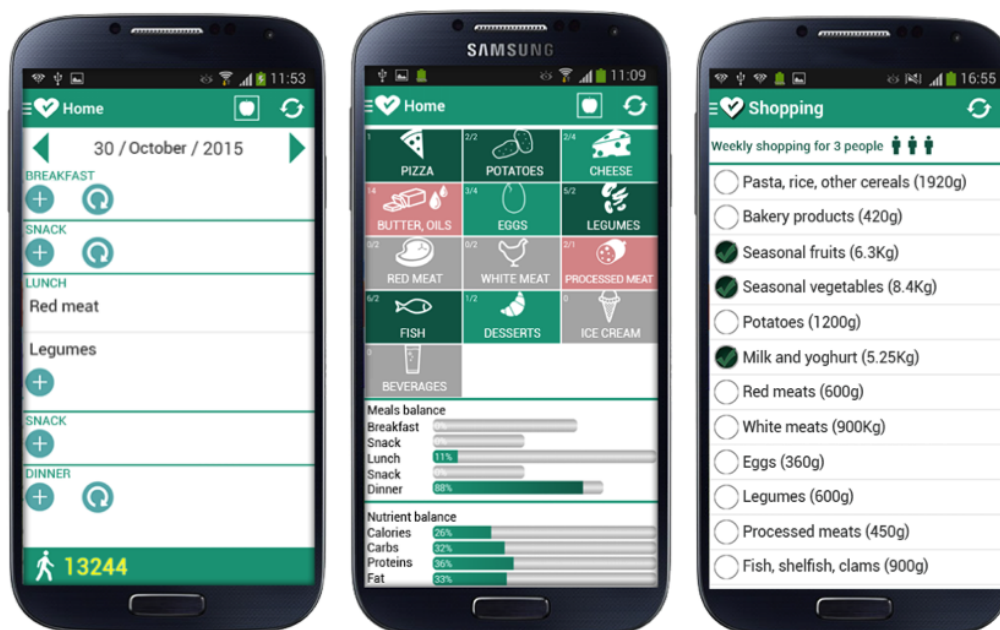 11:53
Home
30 / October / 2015
BREAKFAST
SNACK
LUNCH
Red meat
Legumes
SNACK
DINNER
13244
SAMSUNG
11:09
Home
1 2/2 2/4
PIZZA POTATOES CHEESE
14 3/4 5/2
BUTTER, OILS EGGS LEGUMES
0/2 0/2 2/1
RED MEAT WHITE MEAT PROCESSED MEAT
6/2 1/2 0
FISH DESSERTS ICE CREAM
0
BEVERAGES
Meals balance
Breakfast 0%
Snack 0%
Lunch 11%
Snack 0%
Dinner 88%
Nutrient balance
Calories 26%
Carbs 32%
Proteins 36%
Fat 33%
16:55
Shopping
Weekly shopping for 3 people
Pasta, rice, other cereals (1920g)
Bakery products (420g)
Seasonal fruits (6.3Kg)
Seasonal vegetables (8.4Kg)
Potatoes (1200g)
Milk and yoghurt (5.25Kg)
Red meats (600g)
White meats (900Kg)
Eggs (360g)
Legumes (600g)
Processed meats (450g)
Fish, shelfish, clams (900g)